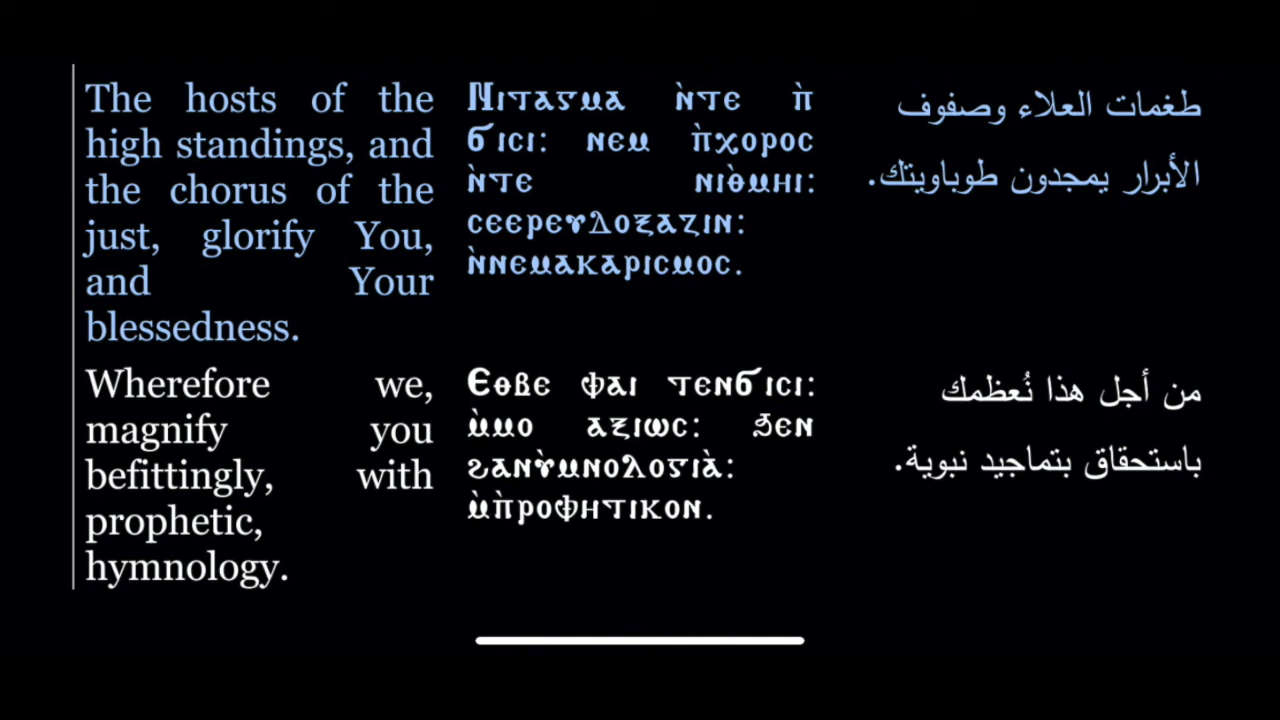 The hosts of the
high standings, and
the chorus of the
just, glorify You,
and Your
blessedness.
Ⲛⲓⲧⲁⲅⲙⲁ ⲛ̀ⲧⲉ ⲡ̀
ϭⲓⲥⲓ: ⲛⲉⲙ ⲡ̀ⲭⲟⲣⲟⲥ
ⲛ̀ⲧⲉ ⲛⲓⲑ̀ⲙⲏⲓ:
ⲥⲉⲉⲣⲉⲩⲇⲟⲝⲁⲍⲓⲛ:
ⲛ̀ⲛⲉⲙⲁⲕⲁⲣⲓⲥⲙⲟⲥ.
طغمات العلاء وصفوف
الأبرار يمجدون طوباويتك.
Wherefore we,
magnify you
befittingly, with
prophetic,
hymnology.
Ⲉⲑⲃⲉ ⲫⲁⲓ ⲧⲉⲛϭⲓⲥⲓ:
ⲙ̀ⲙⲟ ⲁⲝⲓⲱⲥ: ϧⲉⲛ
ϩⲁⲛⲩ̀ⲙⲛⲟⲗⲟⲅⲓⲁ̀:
ⲙ̀ⲡ̀ⲣⲟⲫⲏⲧⲓⲕⲟⲛ.
من أجل هذا نُعظمك
باستحقاق بتماجيد نبوية.